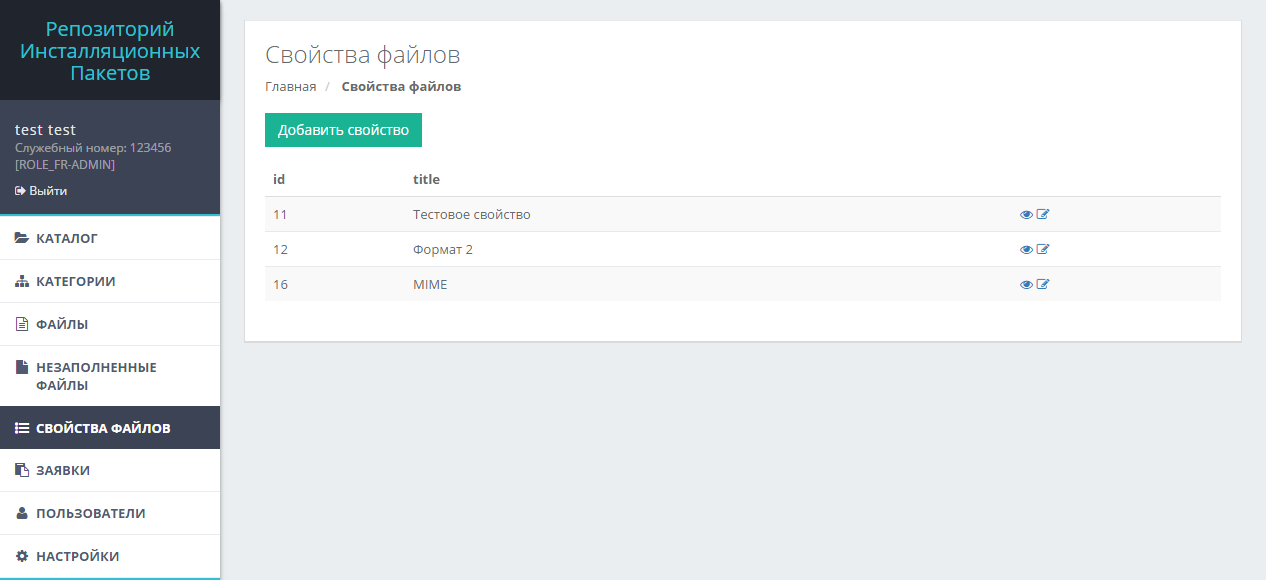 Репозиторий
Инсталляционных
Пакетов
test test
Служебный номер: 123456
[ROLE_FR-ADMIN]
Выйти
КАТАЛОГ
КАТЕГОРИИ
ФАЙЛЫ
НЕЗАПОЛНЕННЫЕ
ФАЙЛЫ
СВОЙСТВА ФАЙЛОВ
ЗАЯВКИ
ПОЛЬЗОВАТЕЛИ
НАСТРОЙКИ
Свойства файлов
Главная / Свойства файлов
Добавить свойство
id title
11 Тестовое свойство
12 Формат 2
16 MIME